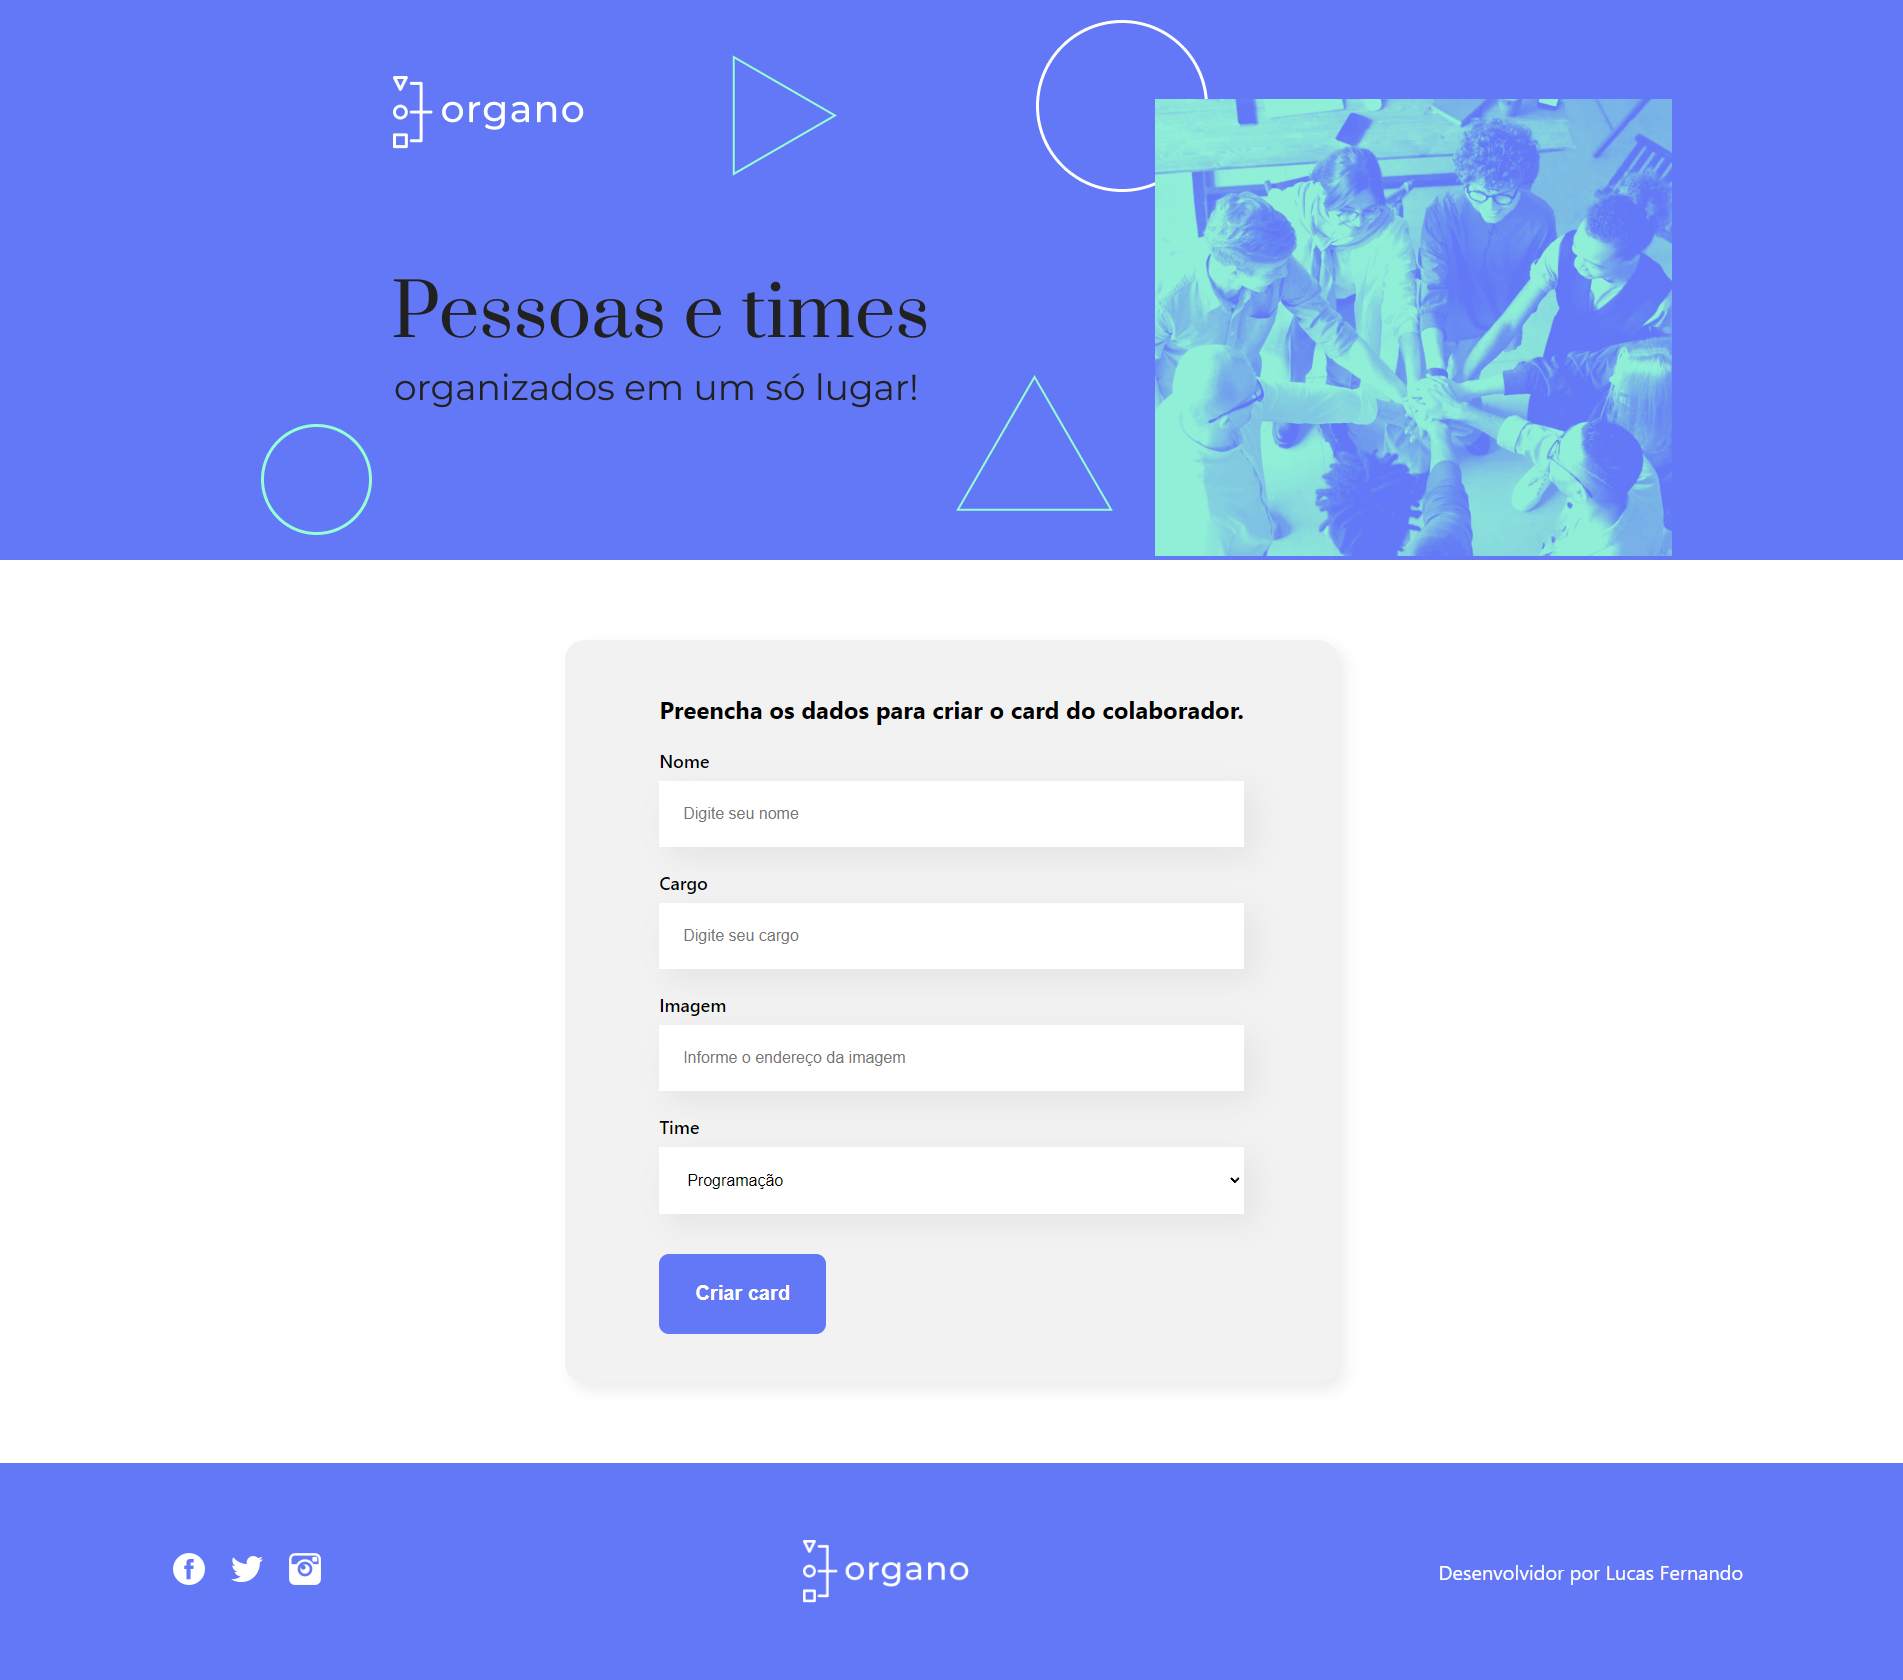 organo
Pessoas e times
organizados em um só lugar!
Preencha os dados para criar o card do colaborador.
Nome
Digite seu nome
Cargo
Digite seu cargo
Imagem
Informe o endereço da imagem
Time
Programação
Criar card
organo
Desenvolvidor por Lucas Fernando